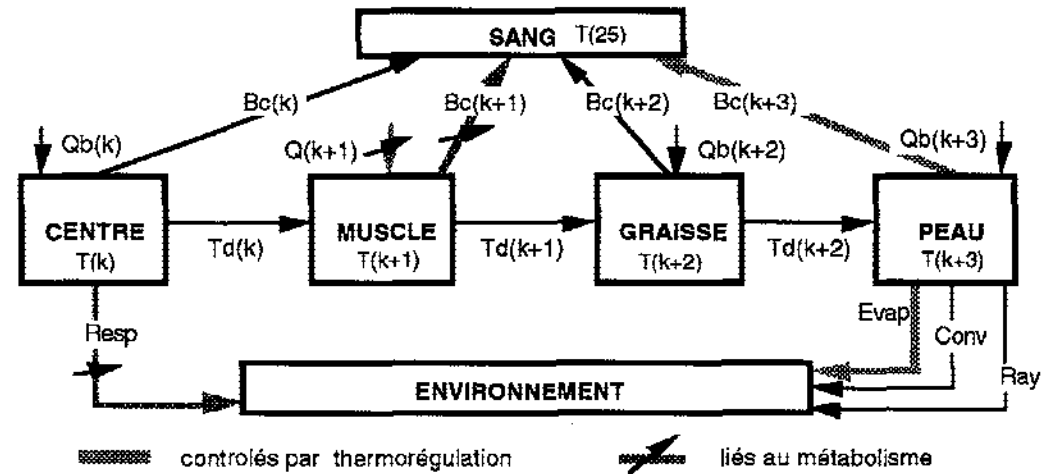 SANG T(25)
Bc(k) Bc(k+1) Bc(k+2) Bc(k+3)
Qb(k) Q(k+1) Qb(k+2) Qb(k+3)
CENTRE
T(k)
Td(k)
MUSCLE
T(k+1)
Td(k+1)
GRAISSE
T(k+2)
Td(k+2)
PEAU
T(k+3)
Resp
Evap
Conv
Ray
ENVIRONNEMENT
controlés par thermorégulation
liés au métabolisme